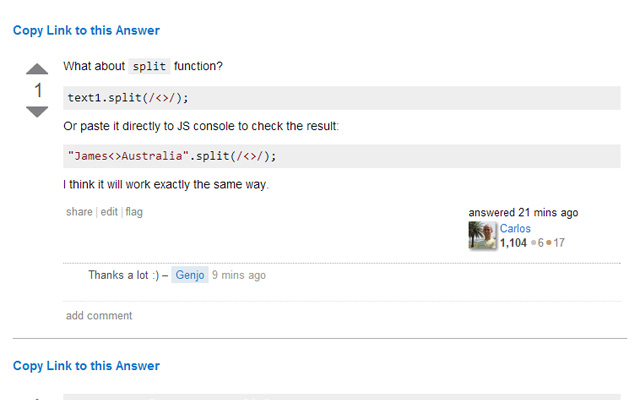 Copy Link to this Answer
What about split function?
1
text1.split(/<>/);
Or paste it directly to JS console to check the result:
"James<>Australia".split(/<>/);
I think it will work exactly the same way.
share | edit | flag
answered 21 mins ago
Carlos
1,104 ●6 ●17
Thanks a lot :) – Genjo 9 mins ago
add comment
Copy Link to this Answer